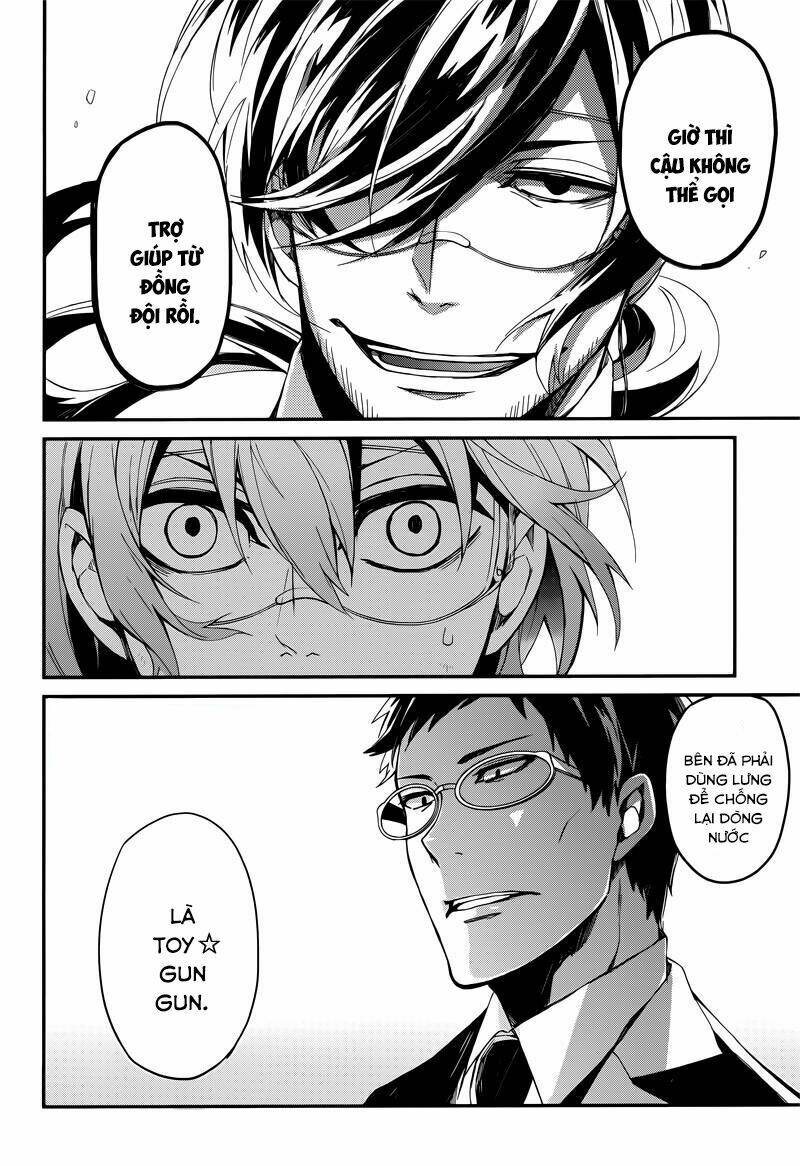 GIỜ THÌ
CẬU KHÔNG
THỂ GỌI
TRỢ
GIÚP TỪ
ĐỒNG
ĐỘI RỒI.
BÊN ĐÃ PHẢI
DÙNG LƯNG
ĐỂ CHỐNG
LẠI DÒNG
NƯỚC
LÀ
TOY ☆
GUN
GUN.